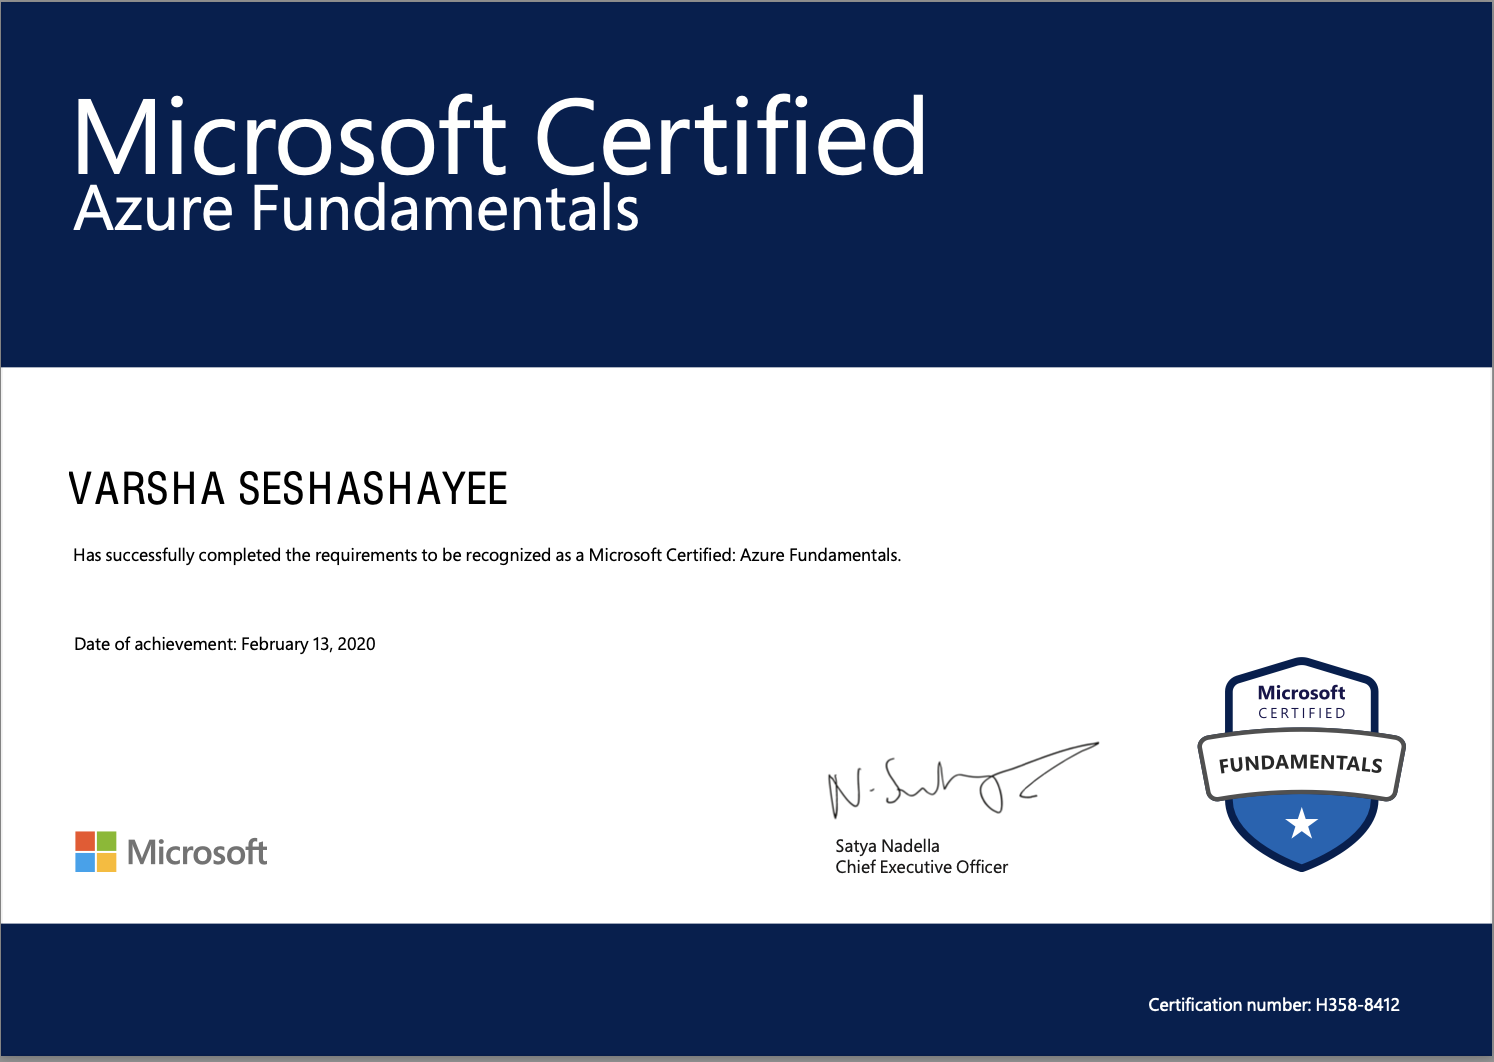 Microsoft Certified
Azure Fundamentals
VARSHA SESHASHAYEE
Has successfully completed the requirements to be recognized as a Microsoft Certified: Azure Fundamentals.
Date of achievement: February 13, 2020
Microsoft
CERTIFIED
FUNDAMENTALS
Satya Nadella
Chief Executive Officer
Microsoft
Certification number: H358-8412